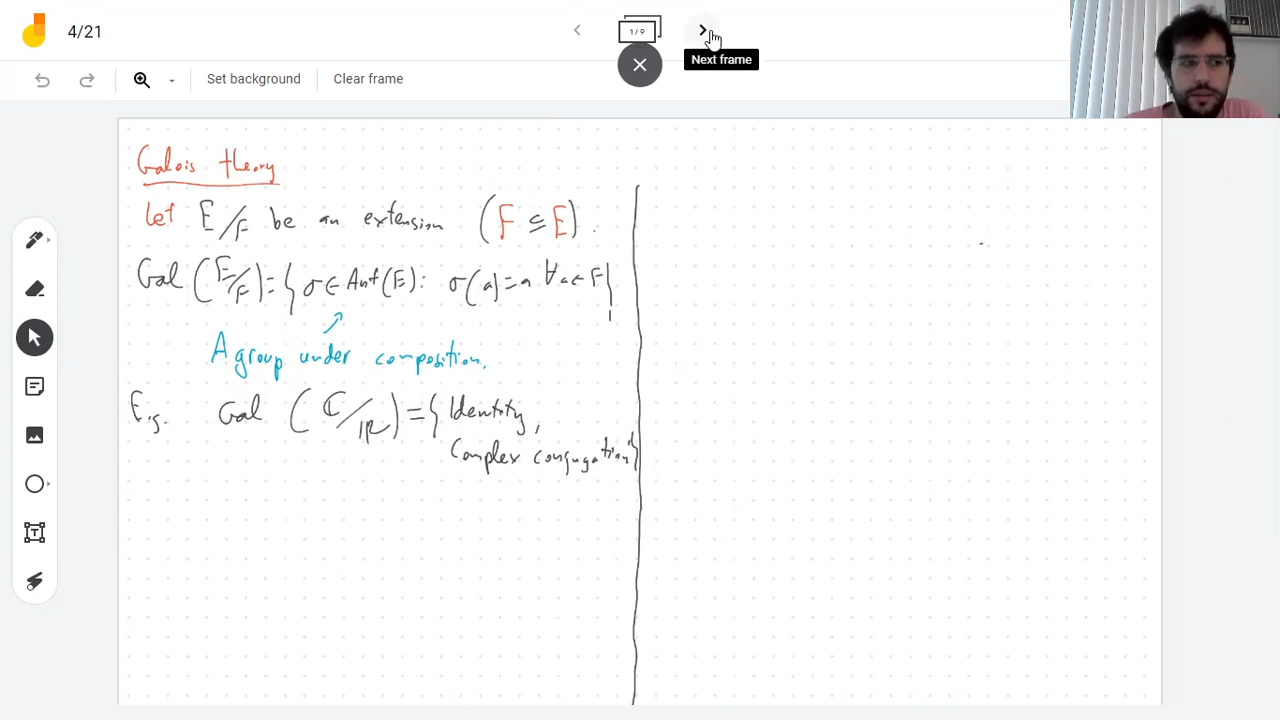 4/21
1/9
Next frame
Set background
Clear frame
Galois theory
Let E/F be an extension (F ⊆ E).
Gal (E/F) = { σ ∈ Aut(E): σ(a) = a ∀a ∈ F}
A group under composition.
E.g. Gal (ℂ/ℝ) = { Identity,
Complex conjugation}